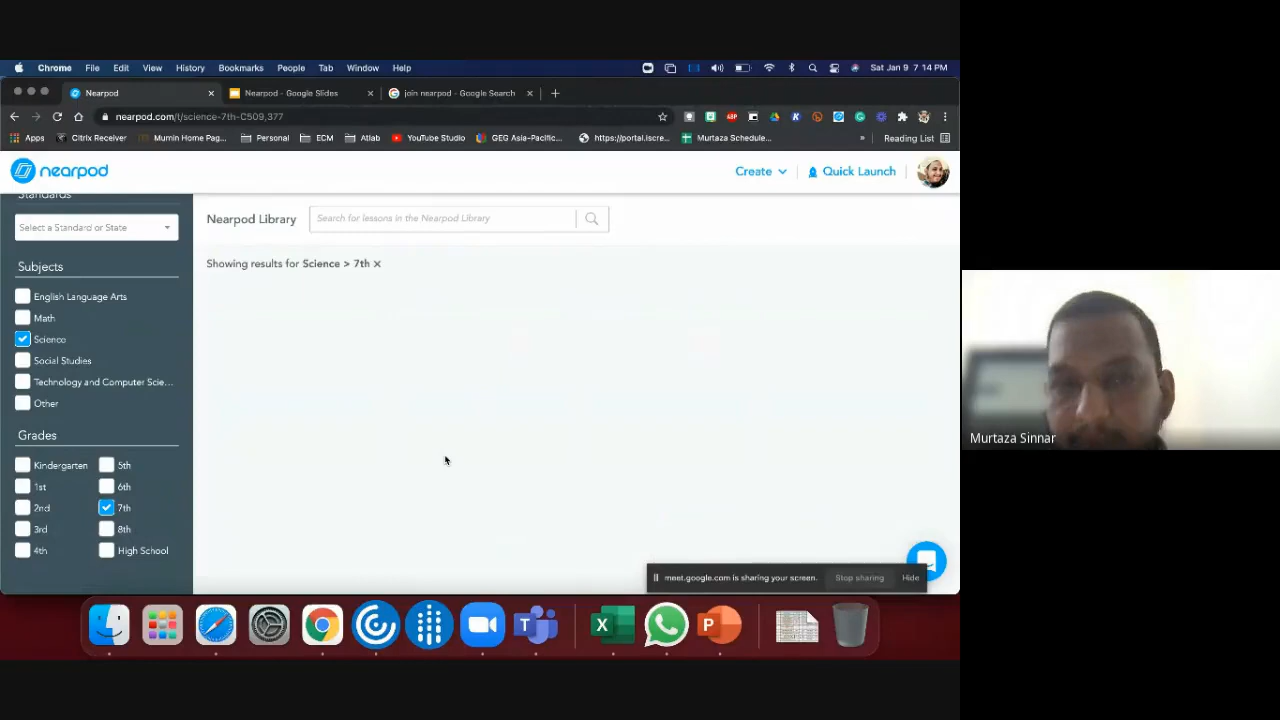 Chrome File Edit View History Bookmarks People Tab Window Help
Sat Jan 9 7 14 PM
Nearpod
Nearpod - Google Slides
join nearpod - Google Search
nearpod.com/t/science-7th-C509,377
ABP
Apps
Citrix Receiver
Mumin Home Pag...
Personal
ECM
Atlab
YouTube Studio
GEG Asia-Pacific...
https://portal.iscre...
Murtaza Schedule...
»
Reading List
nearpod
Create
Quick Launch
Standards
Select a Standard or State
Nearpod Library
Search for lessons in the Nearpod Library
Showing results for Science > 7th ×
Subjects
English Language Arts
Math
Science
Social Studies
Technology and Computer Scie...
Other
Grades
Kindergarten
5th
1st
6th
2nd
7th
3rd
8th
4th
High School
meet.google.com is sharing your screen.
Stop sharing
Hide
Murtaza Sinnar